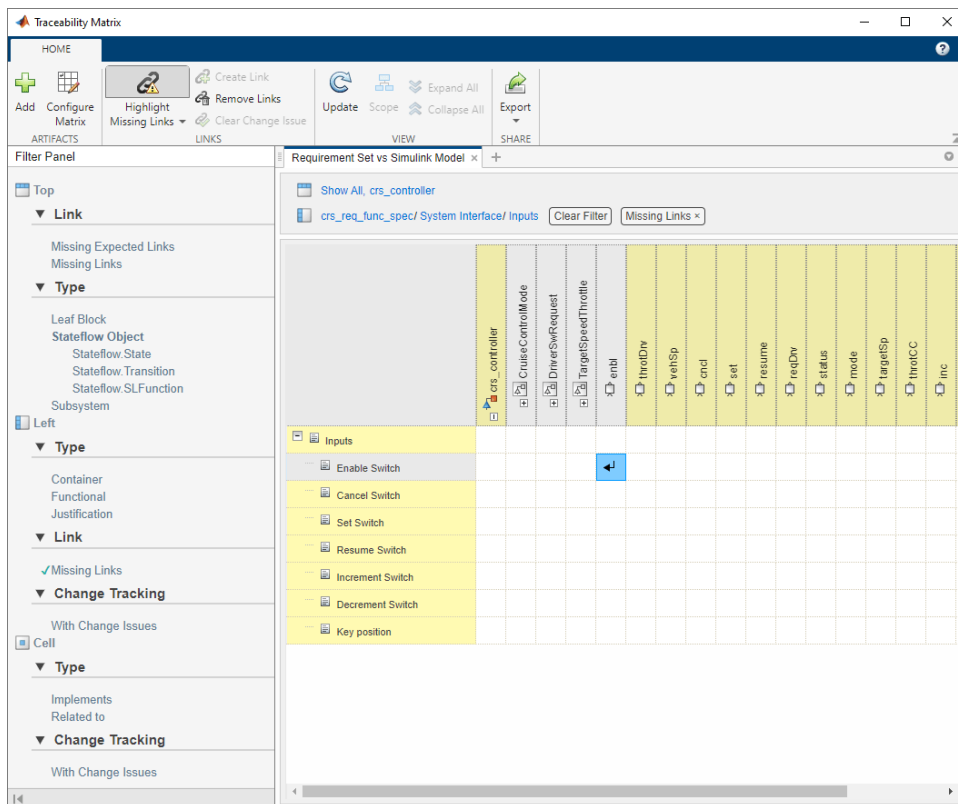 Traceability Matrix
HOME
Add
Configure
Matrix
Highlight
Missing Links
Create Link
Remove Links
Clear Change Issue
Update
Scope
Expand All
Collapse All
Export
ARTIFACTS
LINKS
VIEW
SHARE
Filter Panel
Top
Link
Missing Expected Links
Missing Links
Type
Leaf Block
Stateflow Object
Stateflow.State
Stateflow.Transition
Stateflow.SLFunction
Subsystem
Left
Type
Container
Functional
Justification
Link
✓Missing Links
Change Tracking
With Change Issues
Cell
Type
Implements
Related to
Change Tracking
With Change Issues
Requirement Set vs Simulink Model × +
Show All, crs_controller
crs_req_func_spec/ System Interface/ Inputs Clear Filter Missing Links ×
crs_controller
CruiseControlMode
DriverSwRequest
TargetSpeedThrottle
enbl
throtDrv
vehSp
cncl
set
resume
reqDrv
status
mode
targetSp
throtCC
inc
Inputs
Enable Switch
Cancel Switch
Set Switch
Resume Switch
Increment Switch
Decrement Switch
Key position